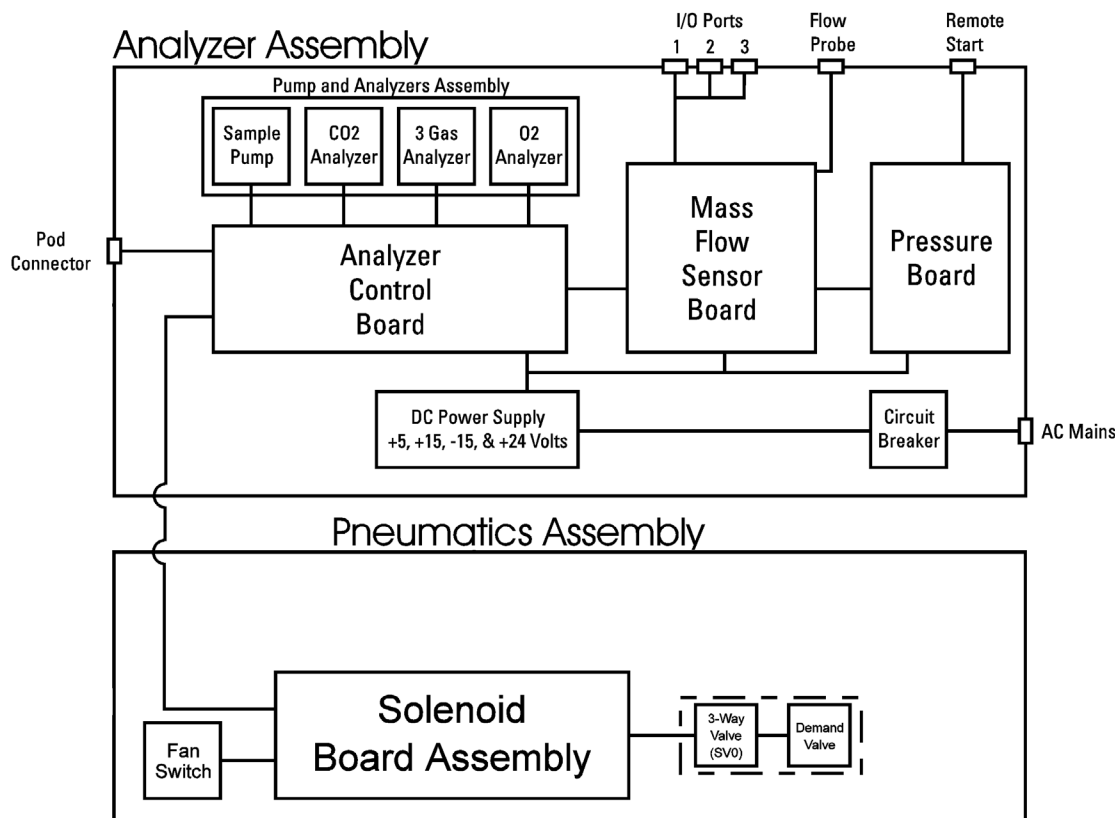 Analyzer Assembly
I/O Ports
1 2 3
Flow
Probe
Remote
Start
Pump and Analyzers Assembly
Sample
Pump
CO2
Analyzer
3 Gas
Analyzer
O2
Analyzer
Pod
Connector
Analyzer
Control
Board
Mass
Flow
Sensor
Board
Pressure
Board
DC Power Supply
+5, +15, -15, & +24 Volts
Circuit
Breaker
AC Mains
Pneumatics Assembly
Solenoid
Board Assembly
Fan
Switch
3-Way
Valve
(SV0)
Demand
Valve